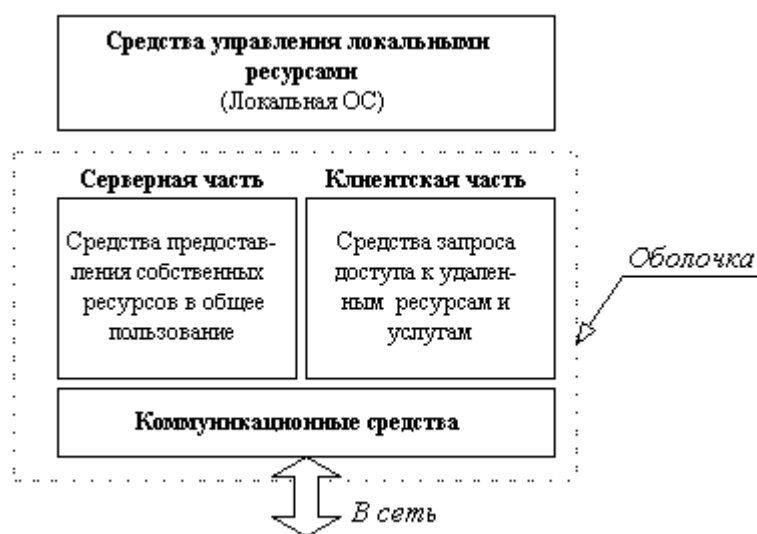 Средства управления локальными
ресурсами
(Локальная ОС)
Серверная часть
Клиентская часть
Средства предостав-
ления собственных
ресурсов в общее
пользование
Средства запроса
доступа к удален-
ным ресурсам и
услугам
Оболочка
Коммуникационные средства
В сеть